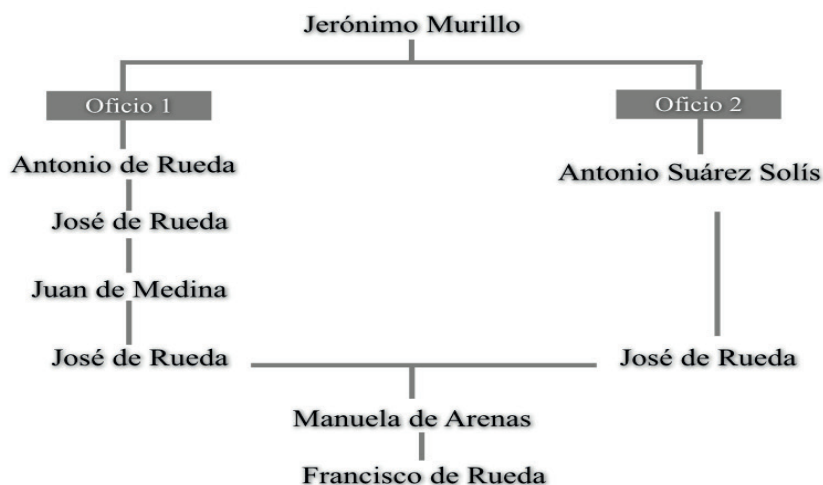 Jerónimo Murillo
Oficio 1
Oficio 2
Antonio de Rueda
Antonio Suárez Solís
José de Rueda
Juan de Medina
José de Rueda
José de Rueda
Manuela de Arenas
Francisco de Rueda